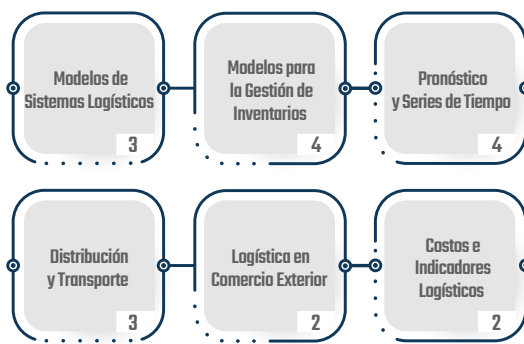 Modelos de
Sistemas Logísticos
3
Modelos para
la Gestión de
Inventarios
4
Pronóstico
y Series de Tiempo
4
Distribución
y Transporte
3
Logística en
Comercio Exterior
2
Costos e
Indicadores
Logísticos
2